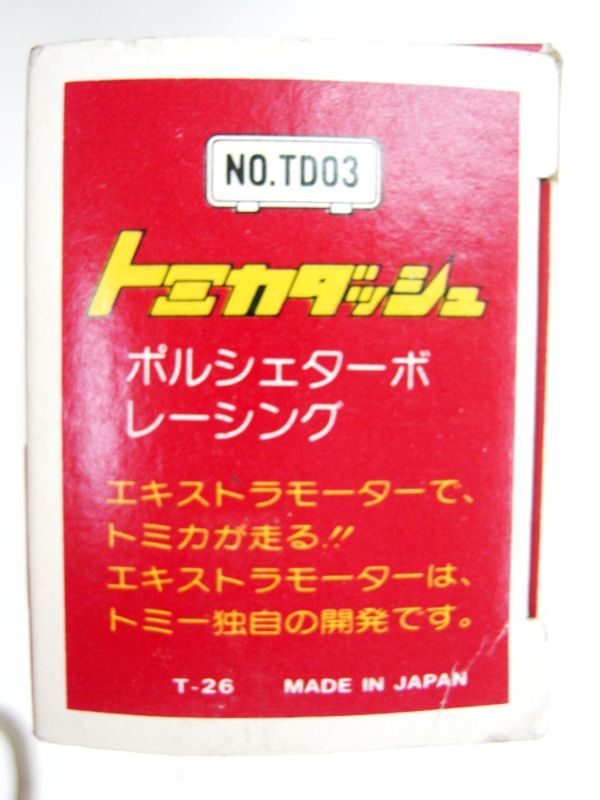 NO.TD03
トミカダッシュ
ポルシェターボ
レーシング
エキストラモーターで、
トミカが走る!!
エキストラモーターは、
トミー独自の開発です。
T-26 MADE IN JAPAN